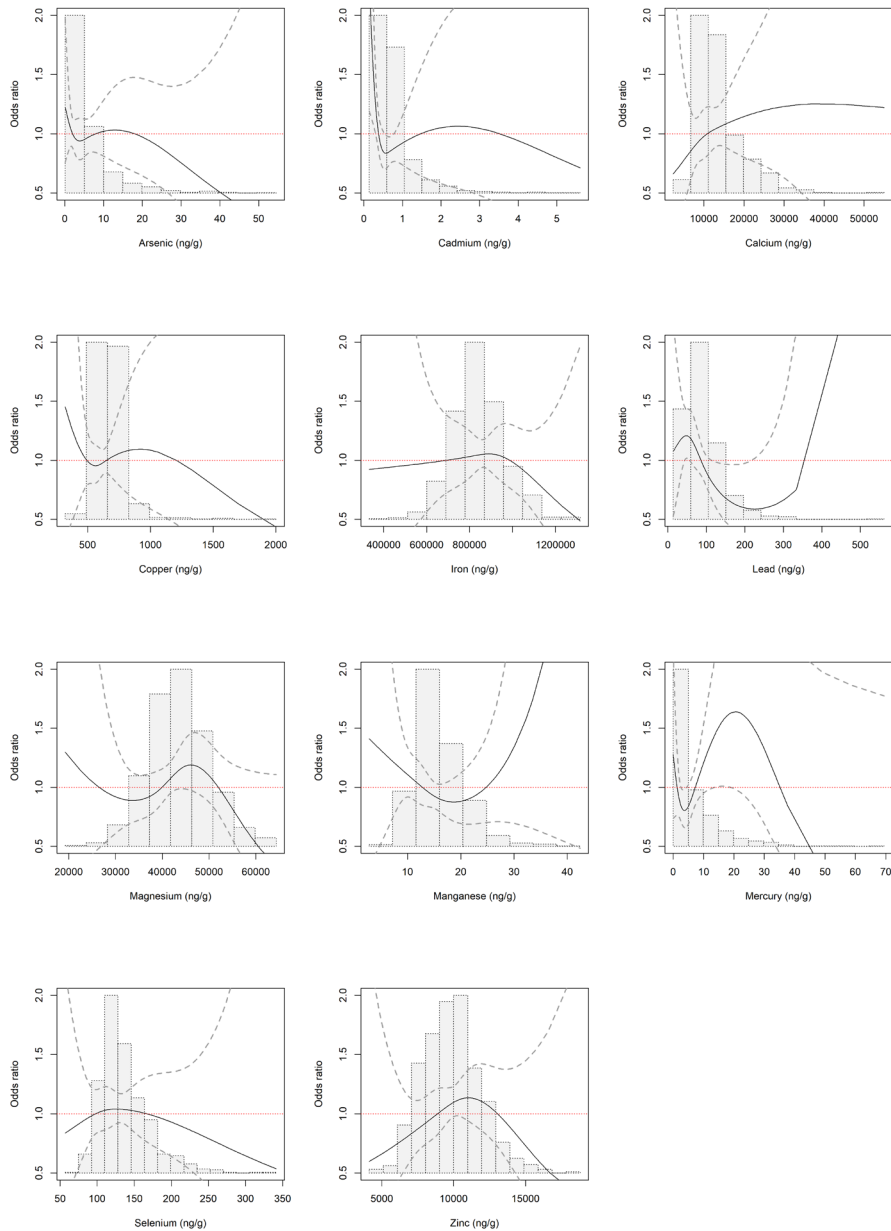 Odds ratio
2.0
1.5
1.0
0.5
0 10 20 30 40 50
Arsenic (ng/g)
Odds ratio
2.0
1.5
1.0
0.5
0 1 2 3 4 5
Cadmium (ng/g)
Odds ratio
2.0
1.5
1.0
0.5
10000 20000 30000 40000 50000
Calcium (ng/g)
Odds ratio
2.0
1.5
1.0
0.5
500 1000 1500 2000
Copper (ng/g)
Odds ratio
2.0
1.5
1.0
0.5
400000 600000 800000 1200000
Iron (ng/g)
Odds ratio
2.0
1.5
1.0
0.5
0 100 200 300 400 500
Lead (ng/g)
Odds ratio
2.0
1.5
1.0
0.5
20000 30000 40000 50000 60000
Magnesium (ng/g)
Odds ratio
2.0
1.5
1.0
0.5
10 20 30 40
Manganese (ng/g)
Odds ratio
2.0
1.5
1.0
0.5
0 10 20 30 40 50 60 70
Mercury (ng/g)
Odds ratio
2.0
1.5
1.0
0.5
50 100 150 200 250 300 350
Selenium (ng/g)
Odds ratio
2.0
1.5
1.0
0.5
5000 10000 15000
Zinc (ng/g)